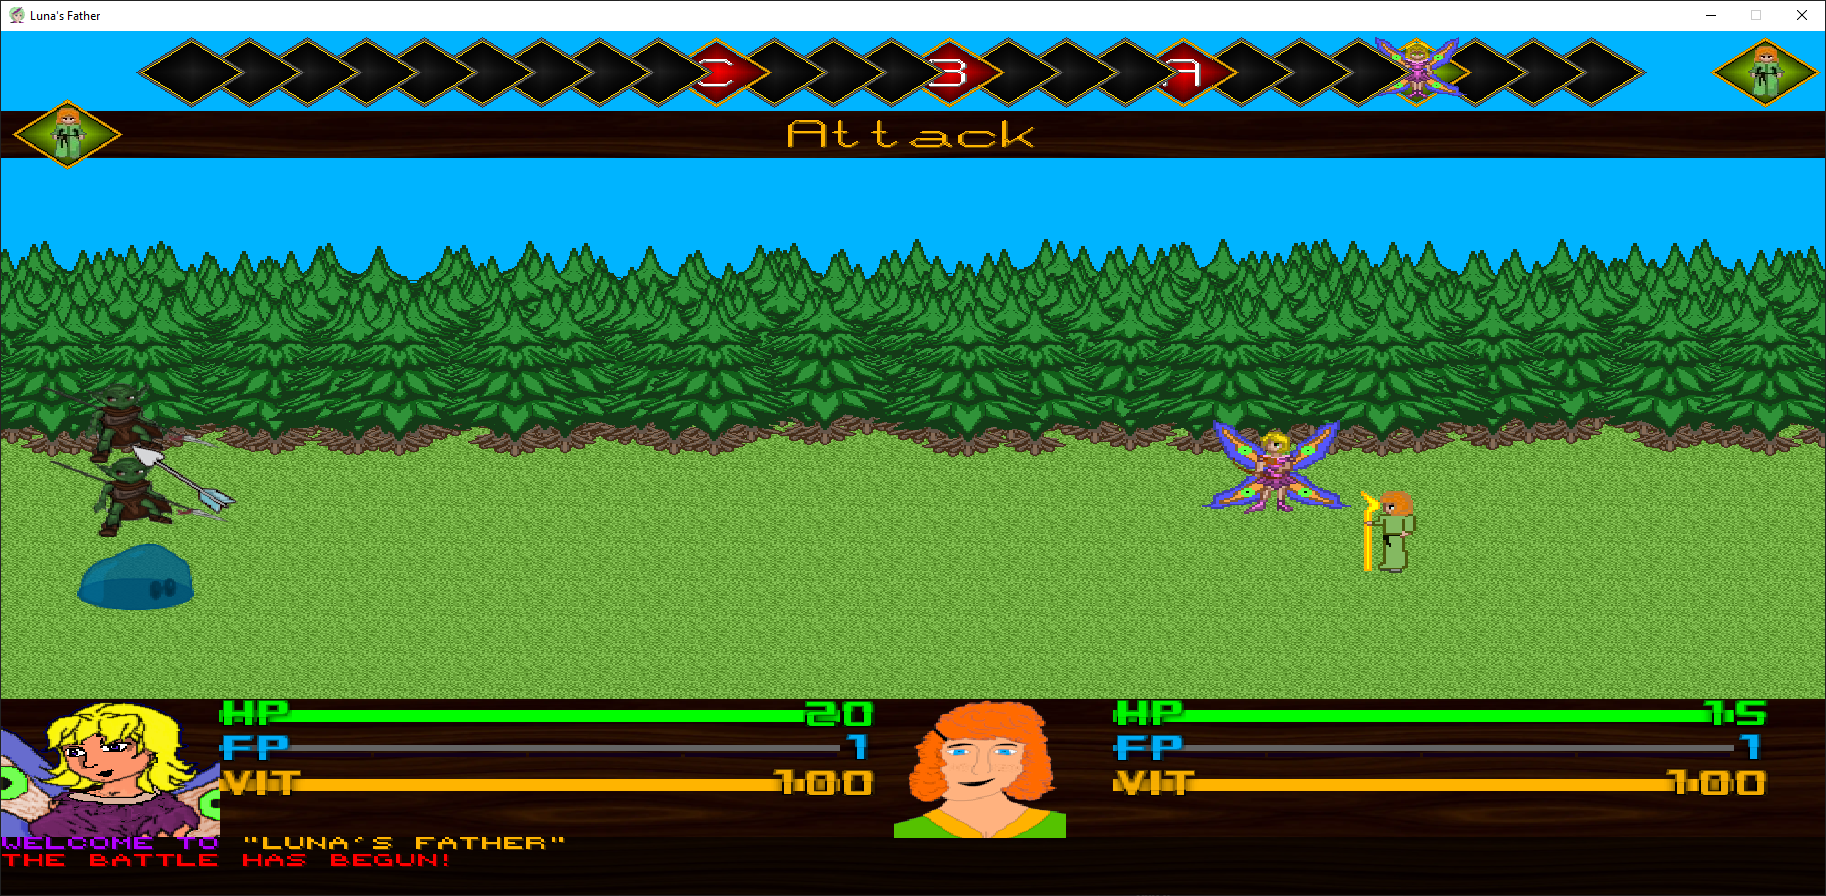 Luna's Father
C B A
Attack
HP 20
FP 1
VIT 100
HP 15
FP 1
VIT 100
WELCOME TO "LUNA'S FATHER"
THE BATTLE HAS BEGUN!